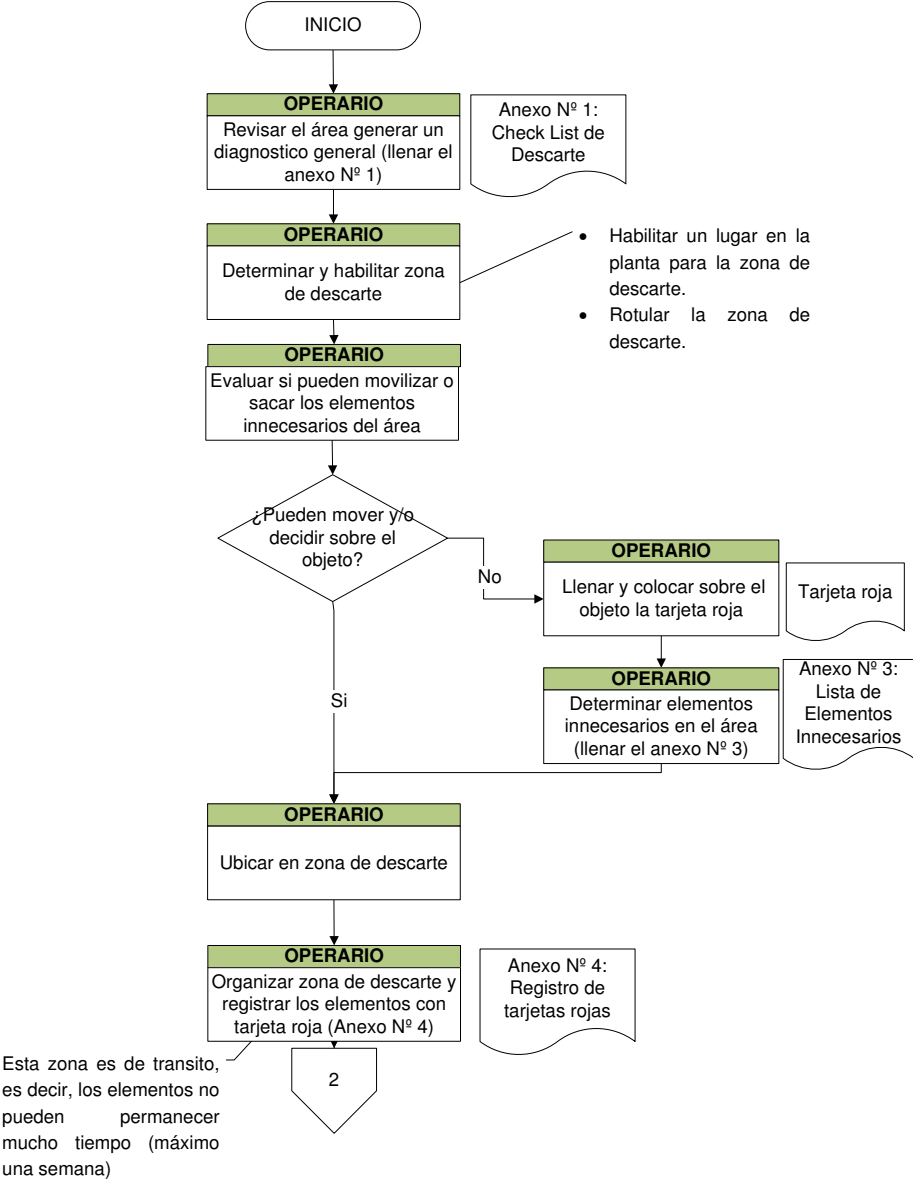 INICIO
OPERARIO
Revisar el área generar un
diagnostico general (llenar el
anexo Nº 1)
Anexo Nº 1:
Check List de
Descarte
OPERARIO
Determinar y habilitar zona
de descarte
• Habilitar un lugar en la
planta para la zona de
descarte.
• Rotular la zona de
descarte.
OPERARIO
Evaluar si pueden movilizar o
sacar los elementos
innecesarios del área
¿Pueden mover y/o
decidir sobre el
objeto?
No
OPERARIO
Llenar y colocar sobre el
objeto la tarjeta roja
Tarjeta roja
OPERARIO
Determinar elementos
innecesarios en el área
(llenar el anexo Nº 3)
Anexo Nº 3:
Lista de
Elementos
Innecesarios
Si
OPERARIO
Ubicar en zona de descarte
OPERARIO
Organizar zona de descarte y
registrar los elementos con
tarjeta roja (Anexo Nº 4)
Anexo Nº 4:
Registro de
tarjetas rojas
Esta zona es de transito,
es decir, los elementos no
pueden permanecer
mucho tiempo (máximo
una semana)
2